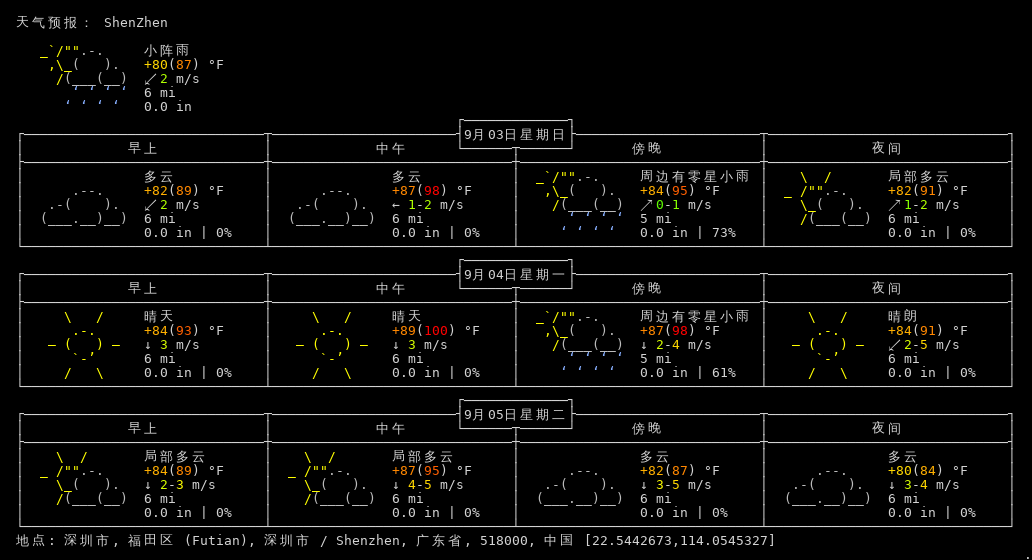 天气预报： ShenZhen
小阵雨
+80(87) °F
↙ 2 m/s
6 mi
0.0 in
9月03日星期日
早上 中午 傍晚 夜间
多云 多云 周边有零星小雨 局部多云
+82(89) °F +87(98) °F +84(95) °F +82(91) °F
↙ 2 m/s ← 1-2 m/s ↗ 0-1 m/s ↗ 1-2 m/s
6 mi 6 mi 5 mi 6 mi
0.0 in | 0% 0.0 in | 0% 0.0 in | 73% 0.0 in | 0%
9月04日星期一
早上 中午 傍晚 夜间
晴天 晴天 周边有零星小雨 晴朗
+84(93) °F +89(100) °F +87(98) °F +84(91) °F
↓ 3 m/s ↓ 3 m/s ↓ 2-4 m/s ↙ 2-5 m/s
6 mi 6 mi 5 mi 6 mi
0.0 in | 0% 0.0 in | 0% 0.0 in | 61% 0.0 in | 0%
9月05日星期二
早上 中午 傍晚 夜间
局部多云 局部多云 多云 多云
+84(89) °F +87(95) °F +82(87) °F +80(84) °F
↓ 2-3 m/s ↓ 4-5 m/s ↓ 3-5 m/s ↓ 3-4 m/s
6 mi 6 mi 6 mi 6 mi
0.0 in | 0% 0.0 in | 0% 0.0 in | 0% 0.0 in | 0%
地点: 深圳市, 福田区 (Futian), 深圳市 / Shenzhen, 广东省, 518000, 中国 [22.5442673,114.0545327]